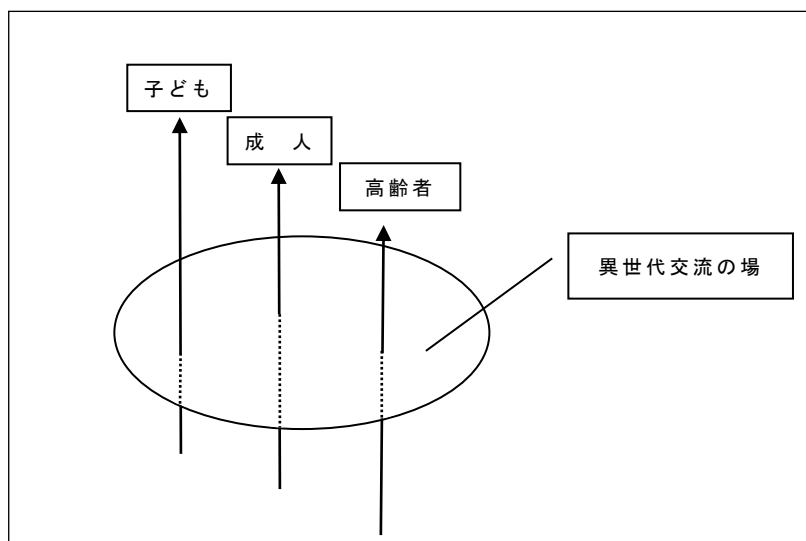 子ども
成　人
高齢者
異世代交流の場